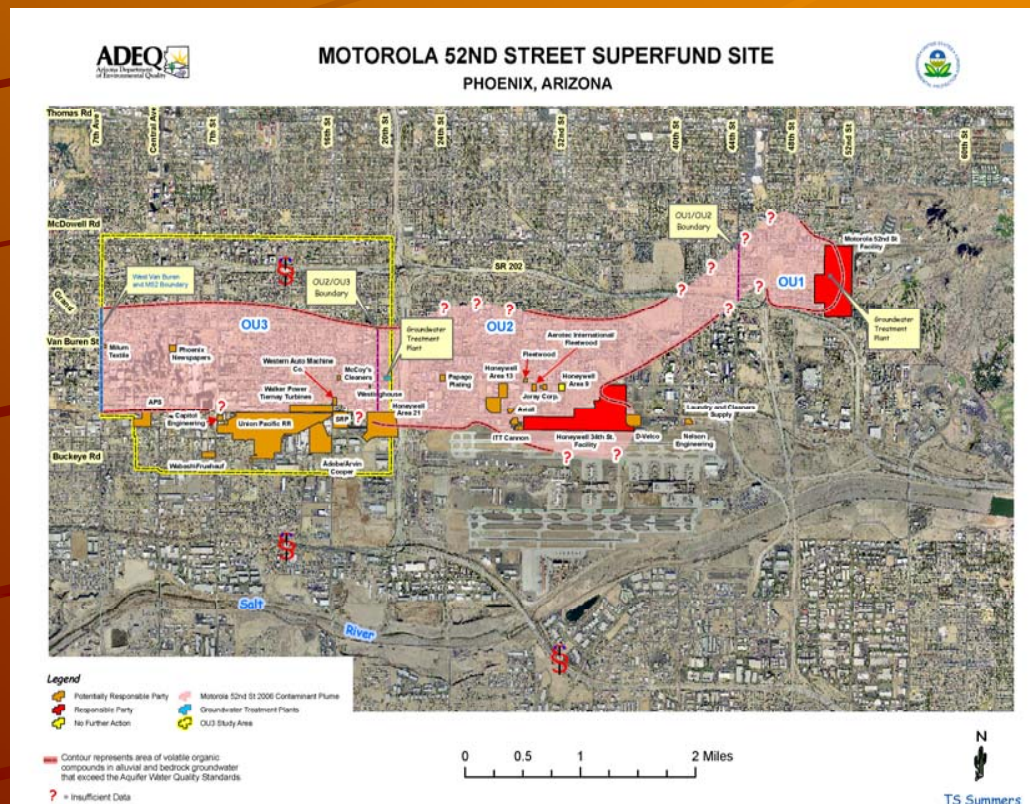 ADEQ
Arizona Department
of Environmental Quality
MOTOROLA 52ND STREET SUPERFUND SITE
PHOENIX, ARIZONA
Thomas Rd
7th Ave
Central Ave
7th St
16th St
20th St
24th St
32nd St
40th St
44th St
48th St
52nd St
60th St
McDowell Rd
OU1/OU2
Boundary
?
?
Motorola 52nd St
Facility
$
SR 202
?
West Van Buren
and M52 Boundary
OU2/OU3
Boundary
?
?
OU1
Grand
?
?
?
OU3
OU2
Groundwater
Treatment
Plant
Groundwater
Treatment
Plant
Aerotec International
Fleetwood
Van Buren St
Milum
Textile
Phoenix
Newspapers
Western Auto Machine
Co.
McCoy's
Cleaners
Fleetwood
Walker Power
Tiernay Turbines
Westinghouse
Papago
Plating
Honeywell
Area 13
Honeywell
Area 8
Joray Corp.
APS
?
Honeywell
Area 21
Aviall
Capitol
Engineering
?
SRP
Laundry and Cleaners
Supply
Union Pacific RR
ITT Cannon
Honeywell 34th St.
Facility
D-Velco
Nelson
Engineering
Buckeye Rd
?
?
Wabash/Fruehauf
Adobe/Arvin
Cooper
$
Salt
River
$
Legend
Potentially Responsible Party
Motorola 52nd St 2006 Contaminant Plume
Responsible Party
Groundwater Treatment Plants
No Further Action
OU3 Study Area
Contour represents area of volatile organic
compounds in alluvial and bedrock groundwater
that exceed the Aquifer Water Quality Standards
? = Insufficient Data
0 0.5 1 2 Miles
N
TS Summers